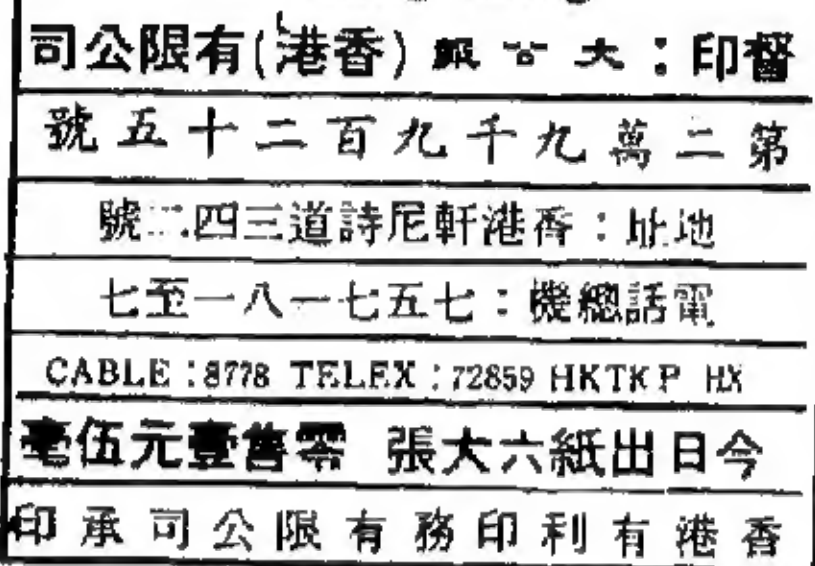 督印：大公報(香港)有限公司
第二萬九千九百二十五號
地址：香港軒尼詩道三四二號
電話總機：七五七一八一至七
CABLE :8778 TELEX :72859 HKTKP HX
今日出紙六大張 零售壹元伍毫
香港有利印務有限公司承印